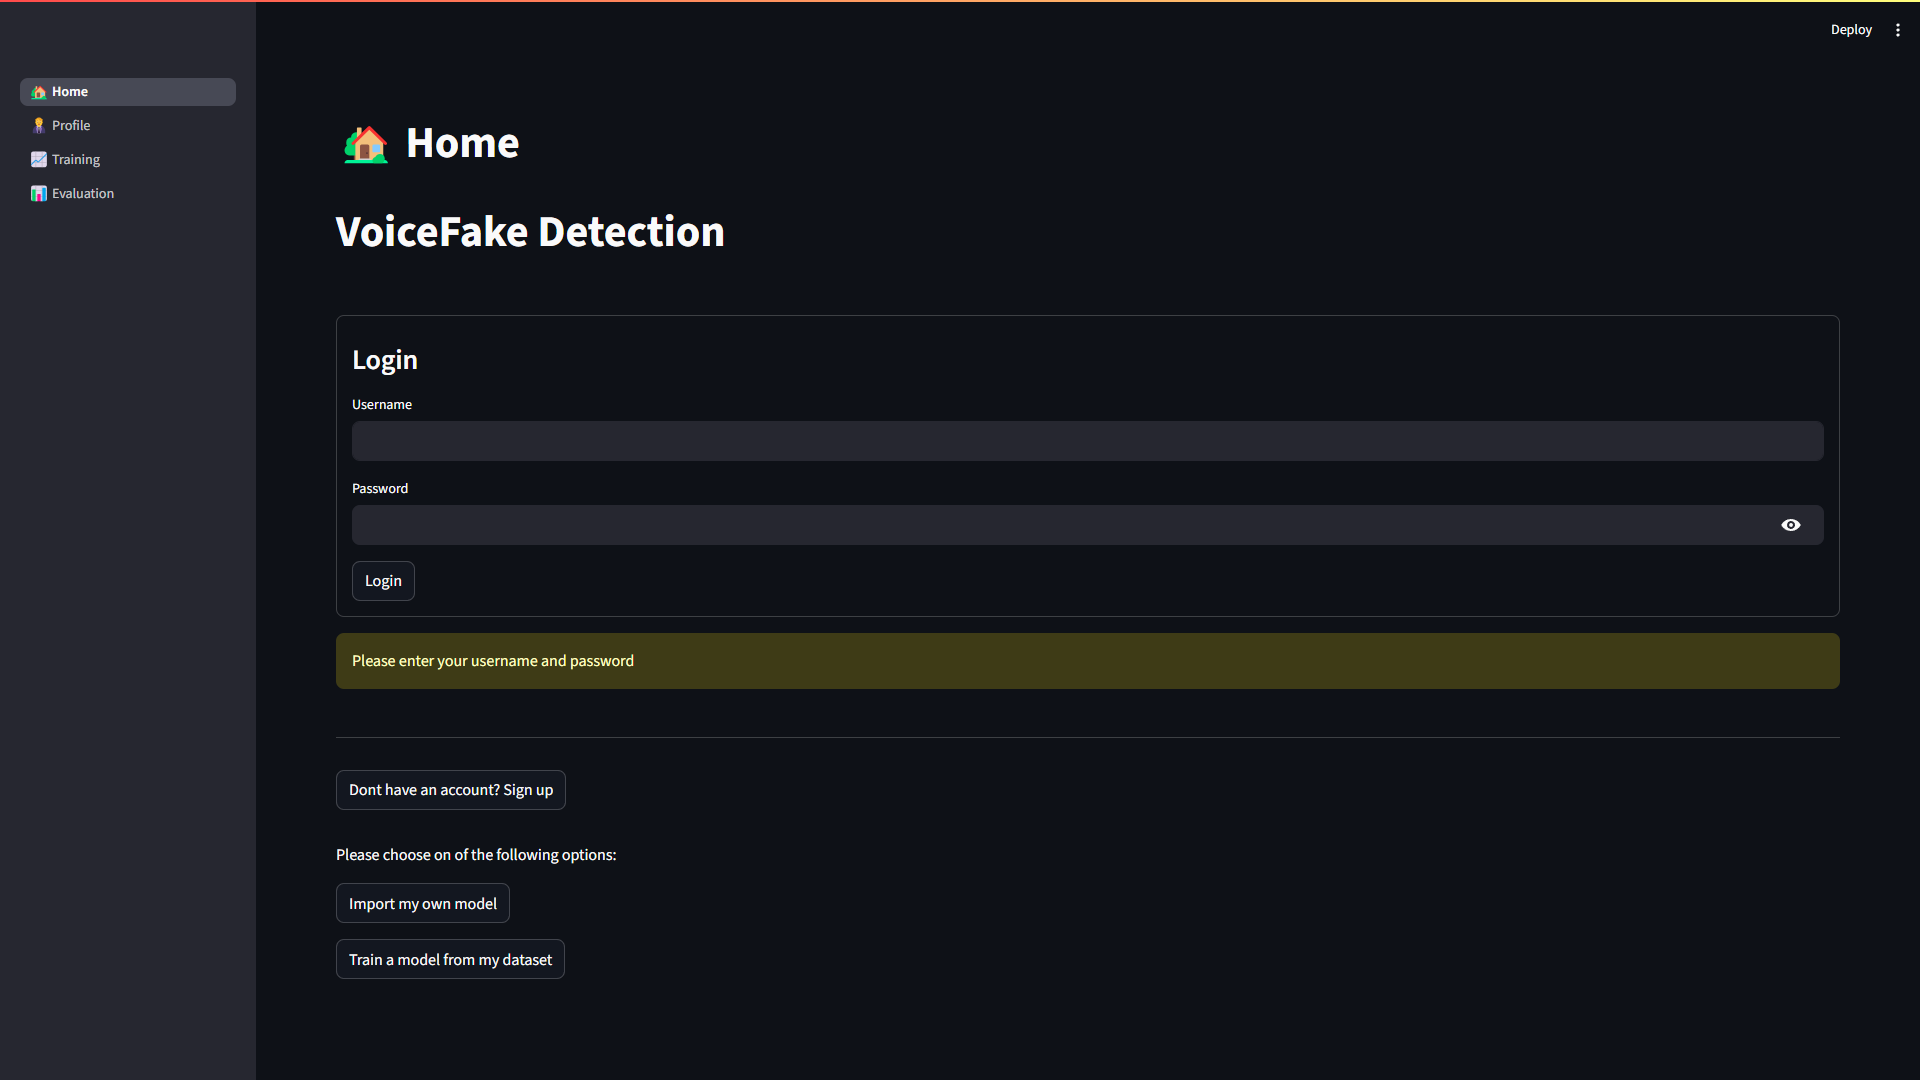 Deploy
Home
Profile
Training
Evaluation
Home
VoiceFake Detection
Login
Username
Password
Login
Please enter your username and password
Dont have an account? Sign up
Please choose on of the following options:
Import my own model
Train a model from my dataset